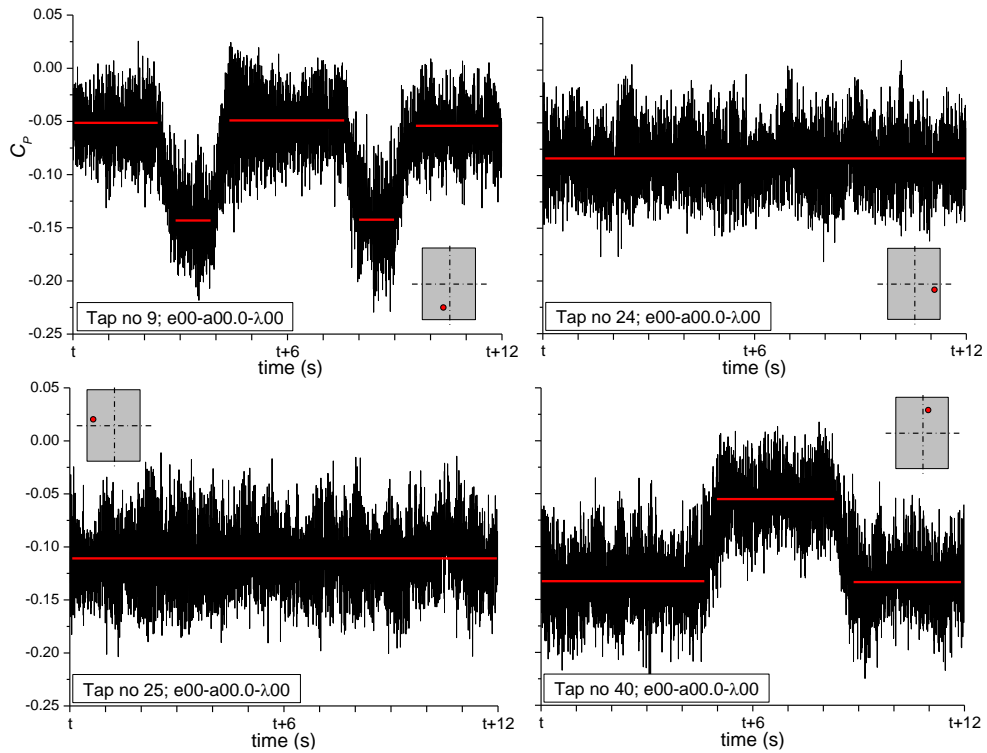 0.05
0.00
-0.05
-0.10
-0.15
-0.20
-0.25
C_P
Tap no 9; e00-a00.0-λ00
t t+6 t+12
time (s)
Tap no 24; e00-a00.0-λ00
t t+6 t+12
time (s)
0.05
0.00
-0.05
-0.10
-0.15
-0.20
-0.25
Tap no 25; e00-a00.0-λ00
t t+6 t+12
time (s)
Tap no 40; e00-a00.0-λ00
t t+6 t+12
time (s)